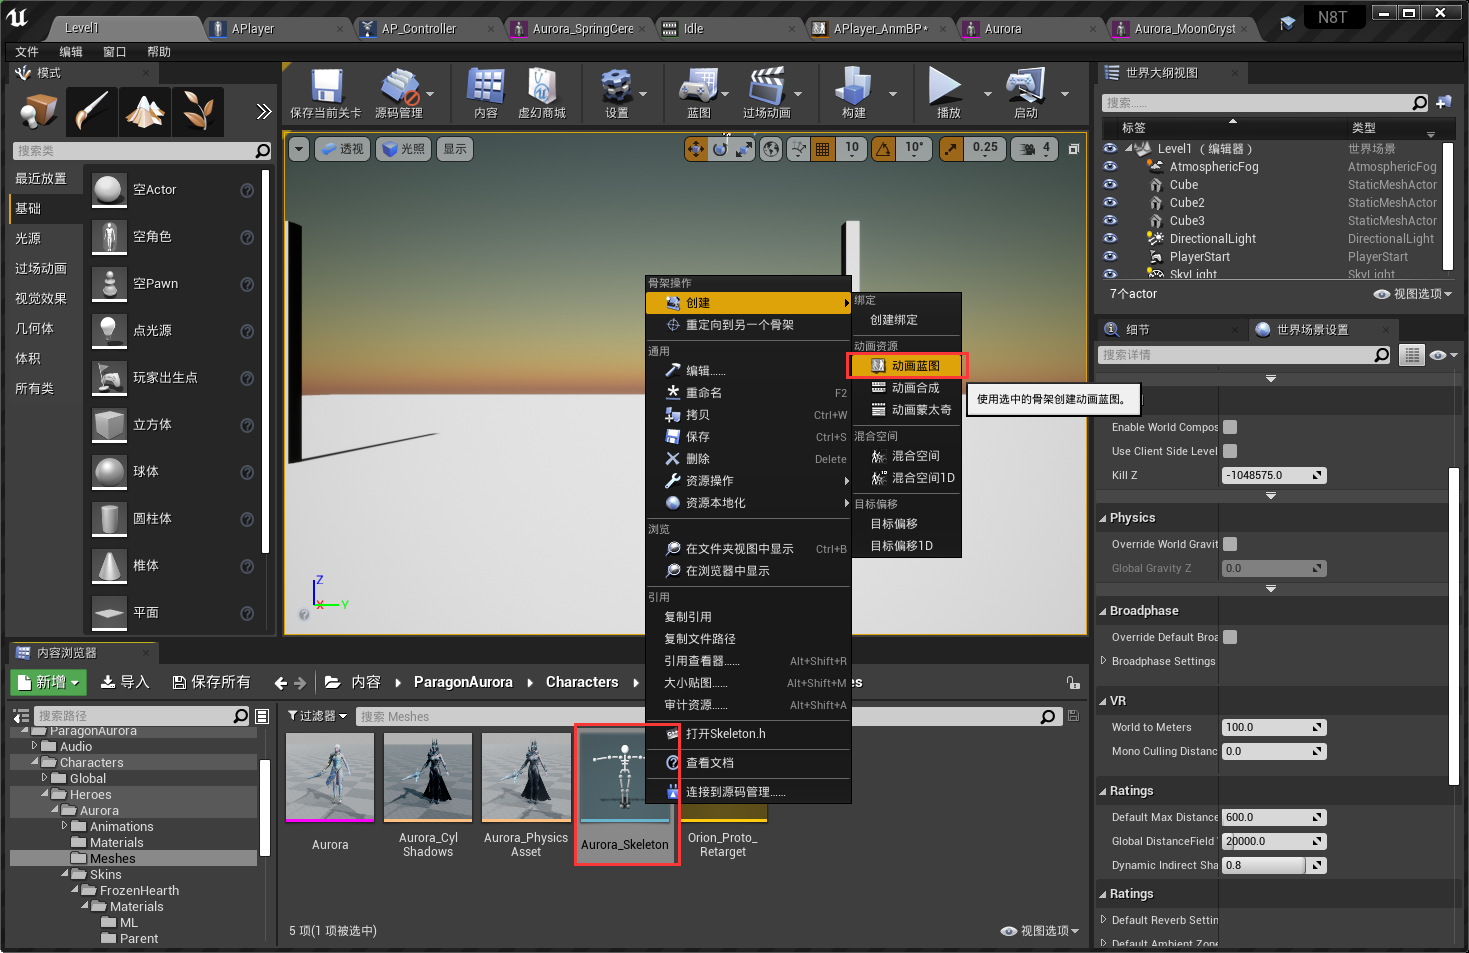 Level1
APlayer
AP_Controller
Aurora_SpringCere
Idle
APlayer_AnmBP*
Aurora
Aurora_MoonCryst
N8T
文件 编辑 窗口 帮助
模式
搜索类
最近放置
基础
光源
过场动画
视觉效果
几何体
体积
所有类
空Actor
空角色
空Pawn
点光源
玩家出生点
立方体
球体
圆柱体
椎体
平面
保存当前关卡
源码管理
内容
虚幻商城
设置
蓝图
过场动画
构建
播放
启动
透视
光照
显示
10
10°
0.25
4
Z
X
Y
骨架操作
创建
重定向到另一个骨架
通用
编辑......
重命名 F2
拷贝 Ctrl+W
保存 Ctrl+S
删除 Delete
资源操作
资源本地化
浏览
在文件夹视图中显示 Ctrl+B
在浏览器中显示
引用
复制引用
复制文件路径
引用查看器...... Alt+Shift+R
大小贴图...... Alt+Shift+M
审计资源...... Alt+Shift+A
打开Skeleton.h
查看文档
连接到源码管理......
绑定
创建绑定
动画资源
动画蓝图
动画合成
动画蒙太奇
混合空间
混合空间
混合空间1D
目标偏移
目标偏移
目标偏移1D
使用选中的骨架创建动画蓝图。
世界大纲视图
搜索......
标签 类型
Level1 （编辑器） 世界场景
AtmosphericFog AtmosphericFog
Cube StaticMeshActor
Cube2 StaticMeshActor
Cube3 StaticMeshActor
DirectionalLight DirectionalLight
PlayerStart PlayerStart
SkyLight SkyLight
7个actor
视图选项
细节
世界场景设置
搜索详情
Enable World Compos
Use Client Side Level
Kill Z -1048575.0
Physics
Override World Gravit
Global Gravity Z 0.0
Broadphase
Override Default Broa
Broadphase Settings
VR
World to Meters 100.0
Mono Culling Distanc 0.0
Ratings
Default Max Distance 600.0
Global DistanceField 20000.0
Dynamic Indirect Sha 0.8
Ratings
Default Reverb Settin
Default Ambient Zone
内容浏览器
新增
导入
保存所有
内容
ParagonAurora
Characters
es
搜索路径
过滤器
搜索 Meshes
ParagonAurora
Audio
Characters
Global
Heroes
Aurora
Animations
Materials
Meshes
Skins
FrozenHearth
Materials
ML
Parent
Aurora
Aurora_Cyl
Shadows
Aurora_Physics
Asset
Aurora_Skeleton
Orion_Proto_
Retarget
5 项(1 项被选中)
视图选项